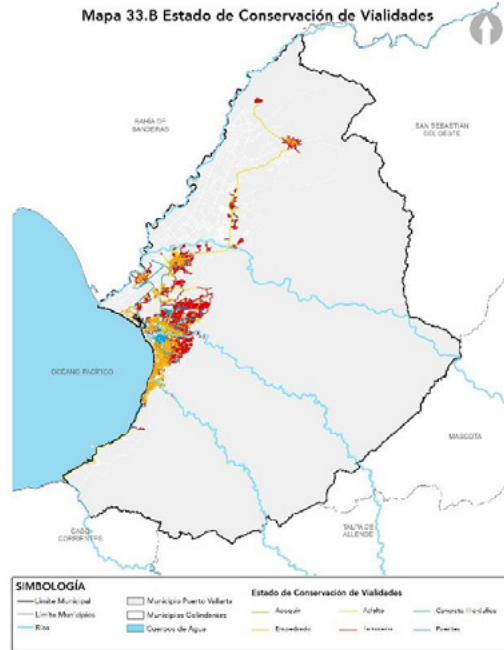 Mapa 33.B Estado de Conservación de Vialidades
BAHÍA DE
BANDERAS
SAN SEBASTIÁN
DEL OESTE
OCÉANO PACÍFICO
MASCOTA
CABO
CORRIENTES
TALPA DE
ALLENDE
SIMBOLOGÍA
Límite Municipal
Límite Municipios
Ríos
Municipio Puerto Vallarta
Municipios Colindantes
Cuerpos de Agua
Estado de Conservación de Vialidades
Adoquín
Empedrado
Asfalto
Terracería
Concreto Hidráulico
Puentes